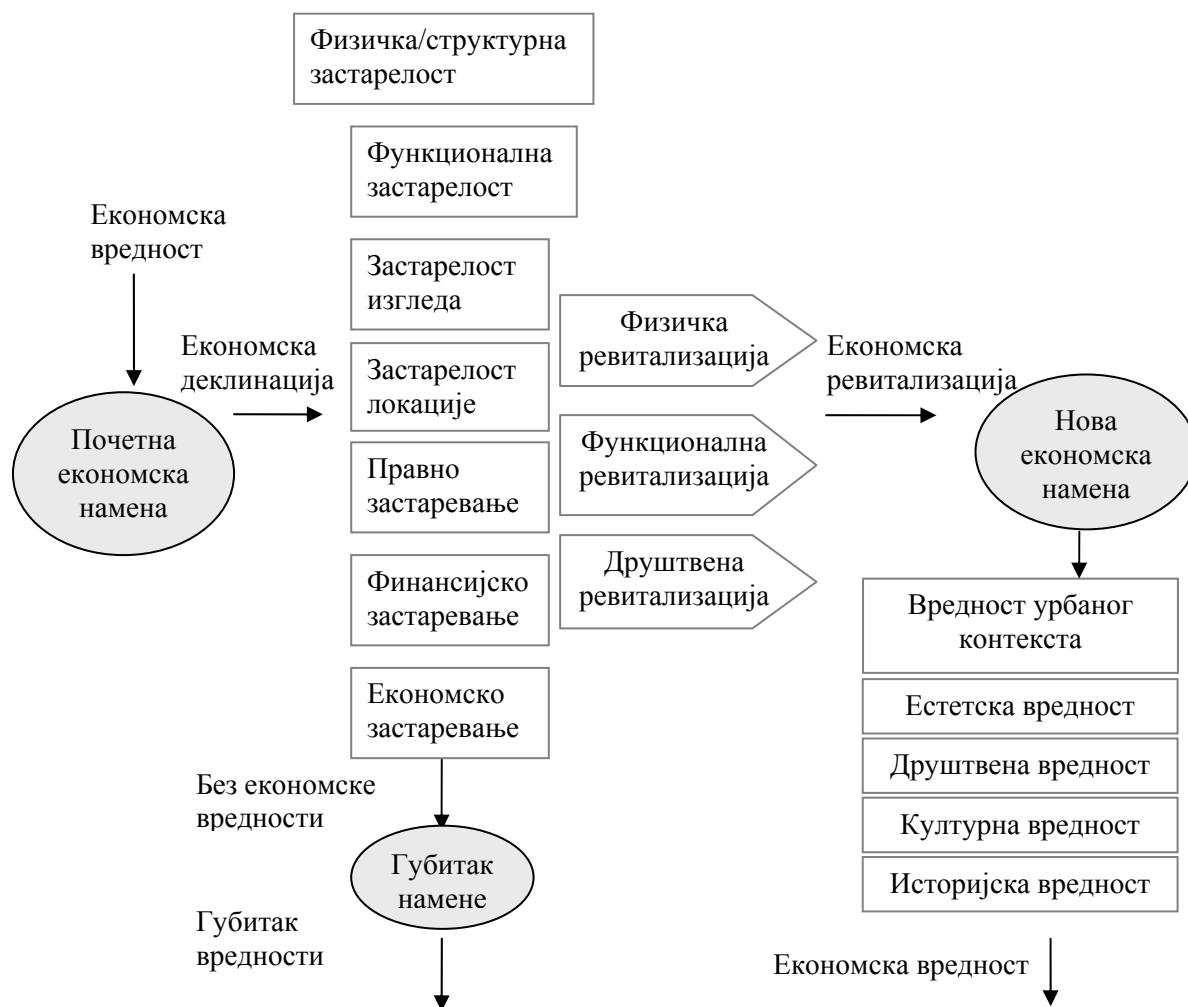 Физичка/структурна
застарелост
Функционална
застарелост
Економска
вредност
Застарелост
изгледа
Физичка
ревитализација
Економска
деклинација
Застарелост
локације
Економска
ревитализација
Почетна
економска
намена
Правно
застаревање
Функционална
ревитализација
Нова
економска
намена
Финансијско
застаревање
Друштвена
ревитализација
Вредност урбаног
контекста
Економско
застаревање
Естетска вредност
Друштвена вредност
Културна вредност
Историјска вредност
Без економске
вредности
Губитак
намене
Губитак
вредности
Економска вредност